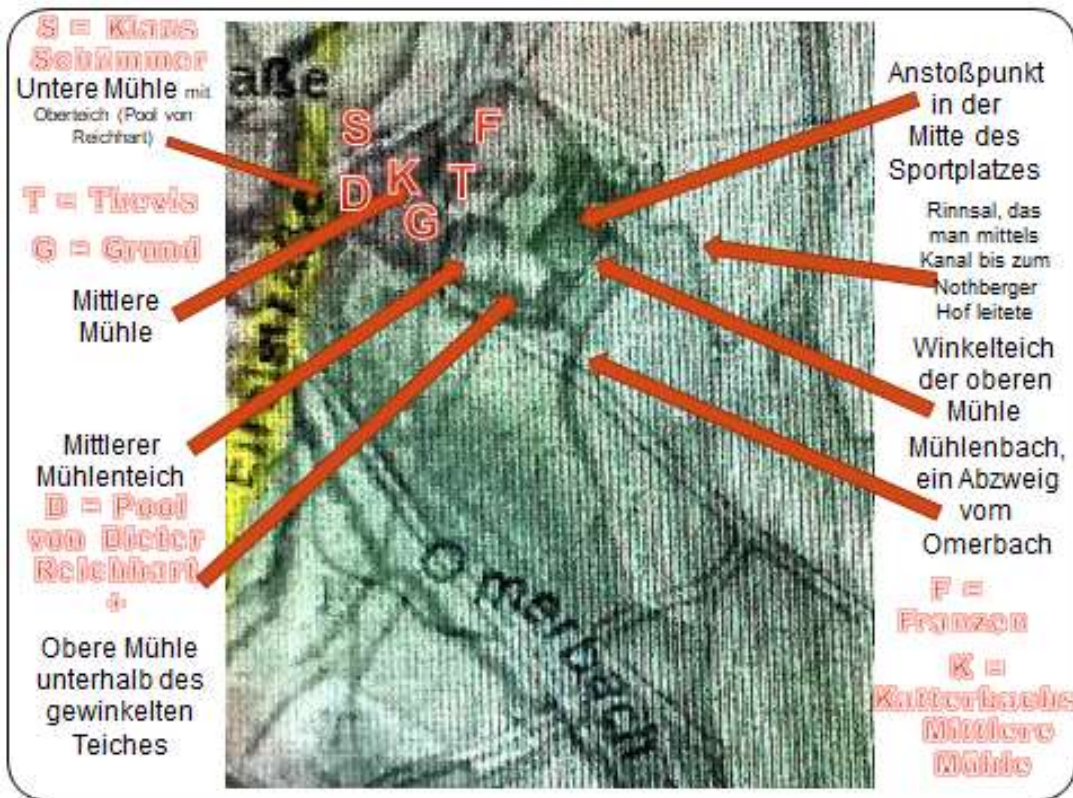 S = Klaus
Schümmer
Untere Mühle mit
Oberteich (Pool von
Reichhart)
T = Thevis
G = Grund
Mittlere
Mühle
Mittlerer
Mühlenteich
D = Pool
von Dieter
Reichhart
+
Obere Mühle
unterhalb des
gewinkelten
Teiches
aße
S
F
K
D
T
G
Omerbach
Anstoßpunkt
in der
Mitte des
Sportplatzes
Rinnsal, das
man mittels
Kanal bis zum
Nothberger
Hof leitete
Winkelteich
der oberen
Mühle
Mühlenbach,
ein Abzweig
vom
Omerbach
F =
Franzen
K =
Katterbachs
Mittlere
Mühle